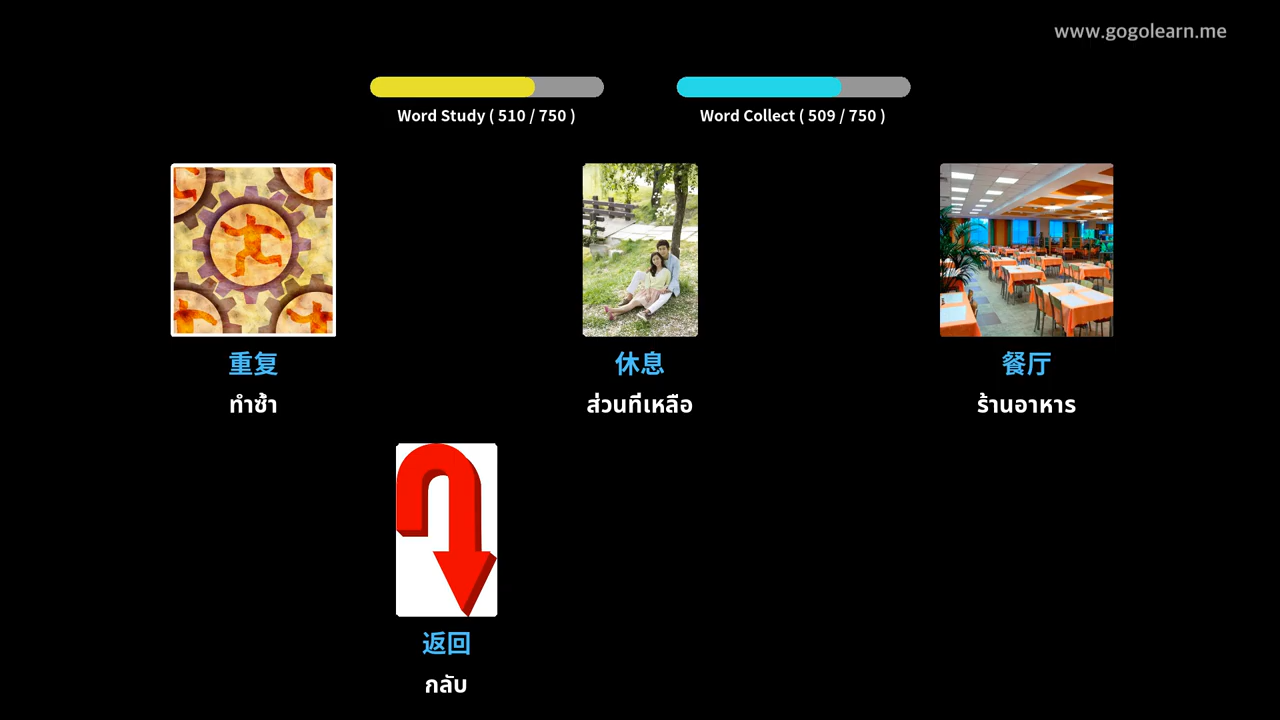 www.gogolearn.me
Word Study ( 510 / 750 )
Word Collect ( 509 / 750 )
重复
休息
餐厅
ทำซ้ำ
ส่วนที่เหลือ
ร้านอาหาร
返回
กลับ